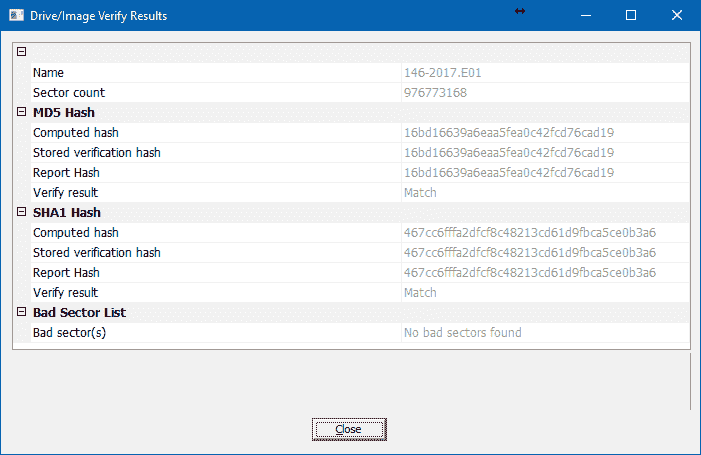 Drive/Image Verify Results
Name 146-2017.E01
Sector count 976773168
MD5 Hash
Computed hash 16bd16639a6eaa5fea0c42fcd76cad19
Stored verification hash 16bd16639a6eaa5fea0c42fcd76cad19
Report Hash 16bd16639a6eaa5fea0c42fcd76cad19
Verify result Match
SHA1 Hash
Computed hash 467cc6fffa2dfcf8c48213cd61d9fbca5ce0b3a6
Stored verification hash 467cc6fffa2dfcf8c48213cd61d9fbca5ce0b3a6
Report Hash 467cc6fffa2dfcf8c48213cd61d9fbca5ce0b3a6
Verify result Match
Bad Sector List
Bad sector(s) No bad sectors found
Close